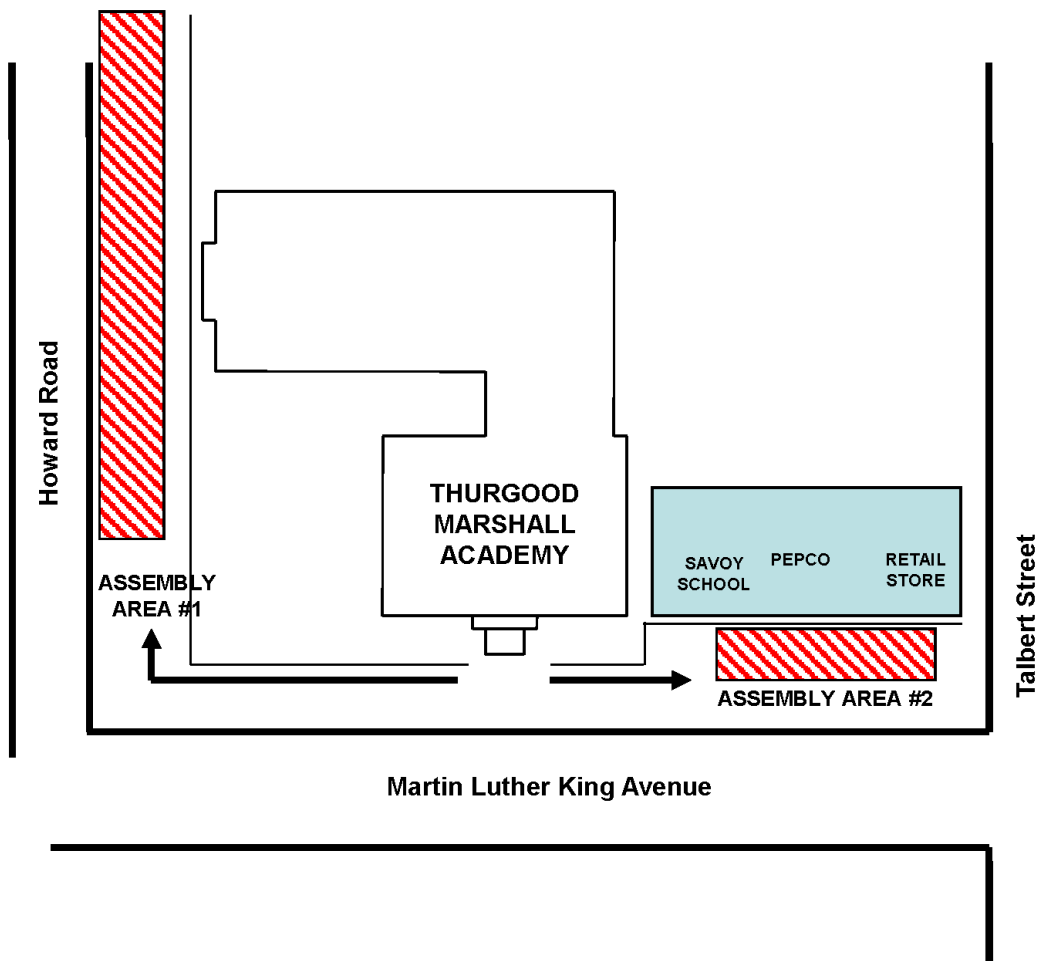 Howard Road
THURGOOD
MARSHALL
ACADEMY
SAVOY
SCHOOL
PEPCO
RETAIL
STORE
ASSEMBLY
AREA #1
ASSEMBLY AREA #2
Talbert Street
Martin Luther King Avenue